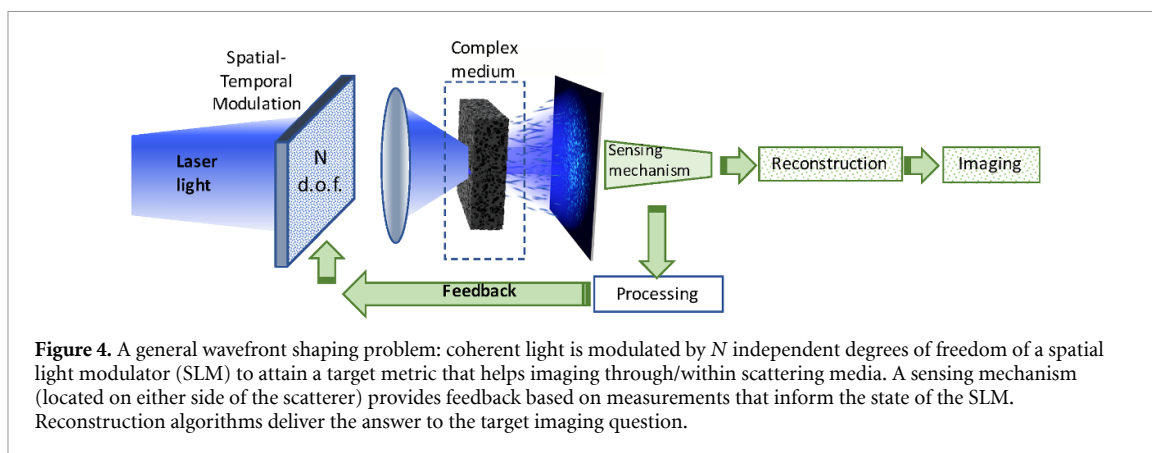 Spatial-
Temporal
Modulation
Complex
medium
Laser
light
N
d.o.f.
Sensing
mechanism
Reconstruction
Imaging
Feedback
Processing
Figure 4. A general wavefront shaping problem: coherent light is modulated by N independent degrees of freedom of a spatial
light modulator (SLM) to attain a target metric that helps imaging through/within scattering media. A sensing mechanism
(located on either side of the scatterer) provides feedback based on measurements that inform the state of the SLM.
Reconstruction algorithms deliver the answer to the target imaging question.